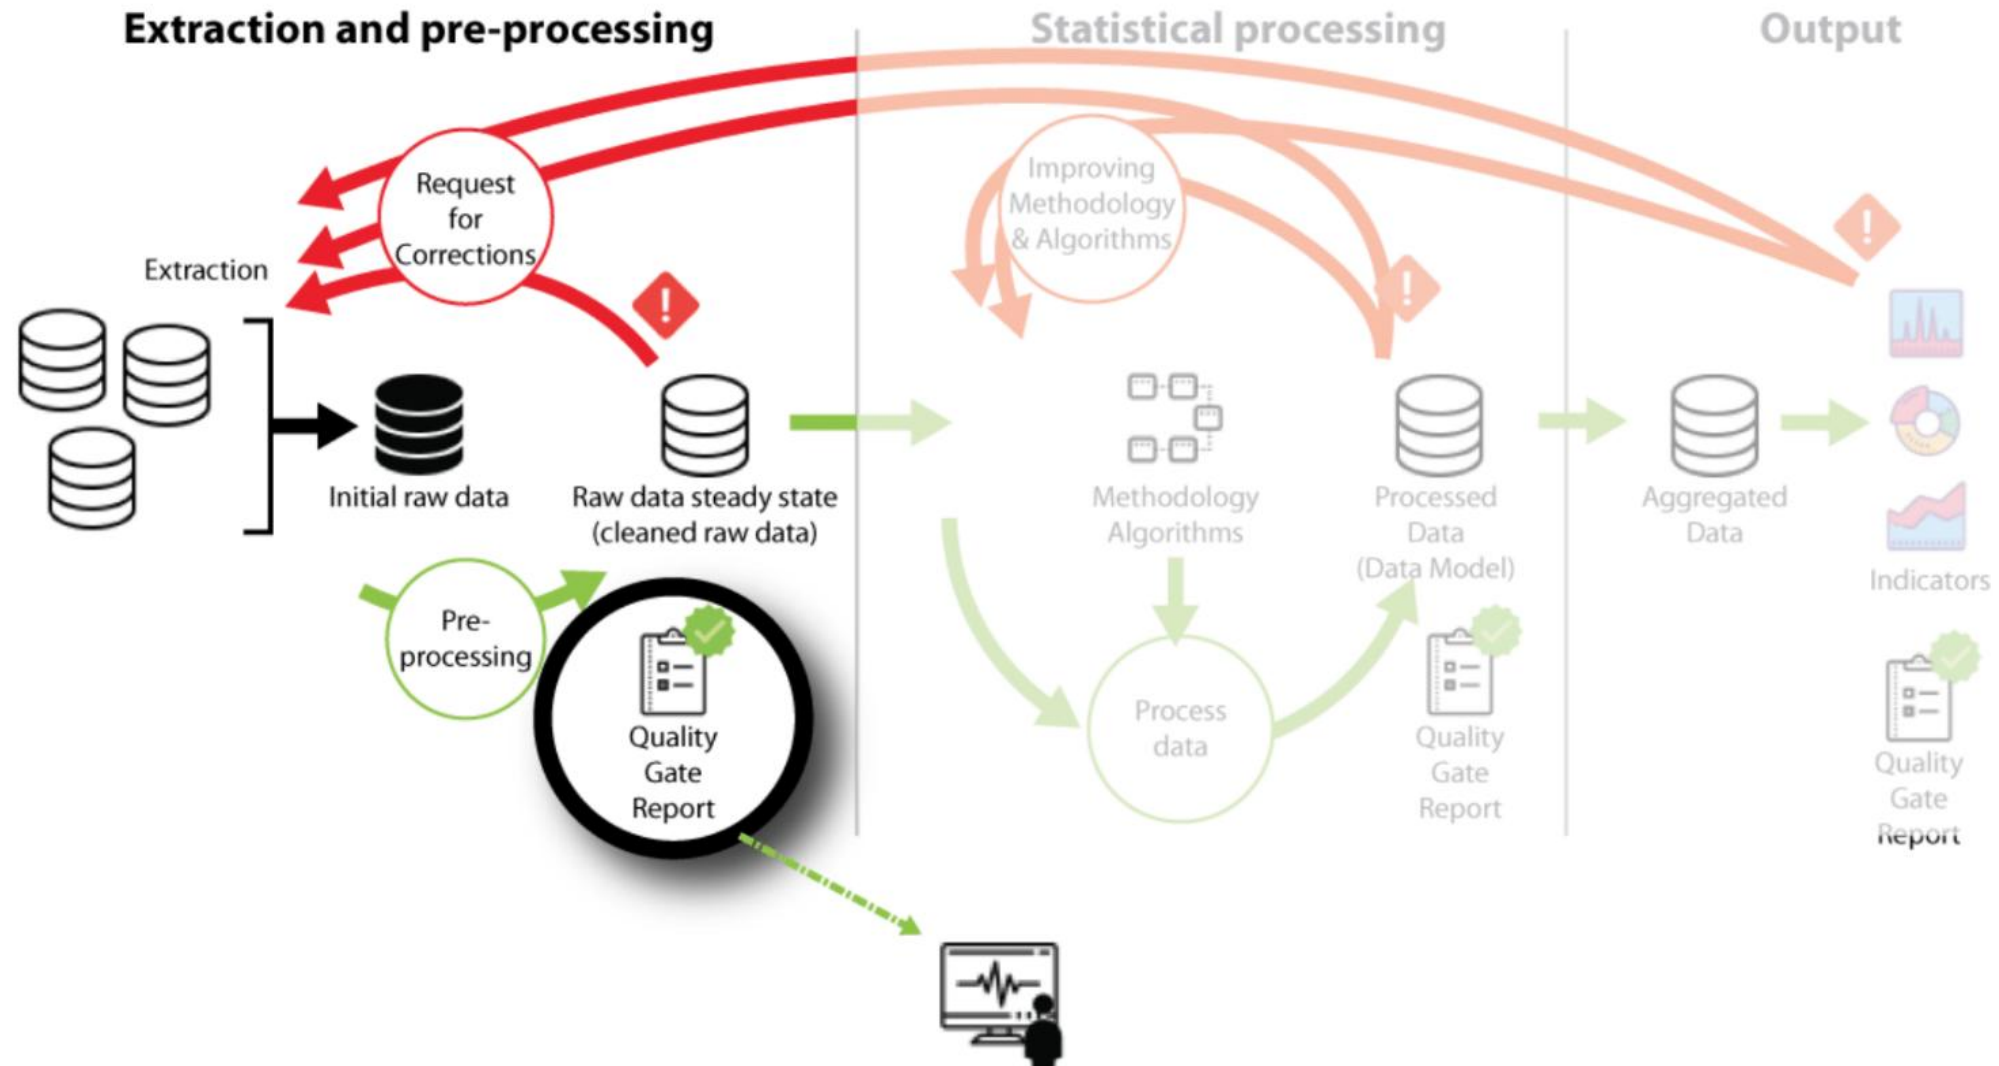 Extraction and pre-processing
Statistical processing
Output
Request
for
Corrections
Improving
Methodology
& Algorithms
!
!
!
Extraction
Initial raw data
Raw data steady state
(cleaned raw data)
Methodology
Algorithms
Processed
Data
(Data Model)
Aggregated
Data
Indicators
Pre-
processing
Quality
Gate
Report
Process
data
Quality
Gate
Report
Quality
Gate
Report